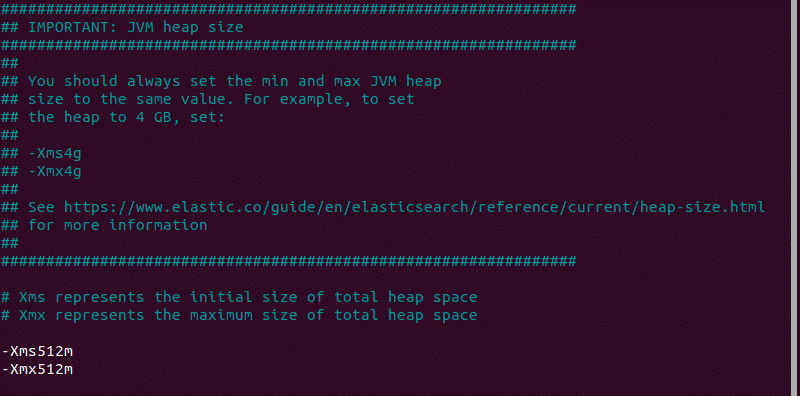 ################################################################
## IMPORTANT: JVM heap size
################################################################
##
## You should always set the min and max JVM heap
## size to the same value. For example, to set
## the heap to 4 GB, set:
##
## -Xms4g
## -Xmx4g
##
## See https://www.elastic.co/guide/en/elasticsearch/reference/current/heap-size.html
## for more information
##
################################################################
# Xms represents the initial size of total heap space
# Xmx represents the maximum size of total heap space
-Xms512m
-Xmx512m